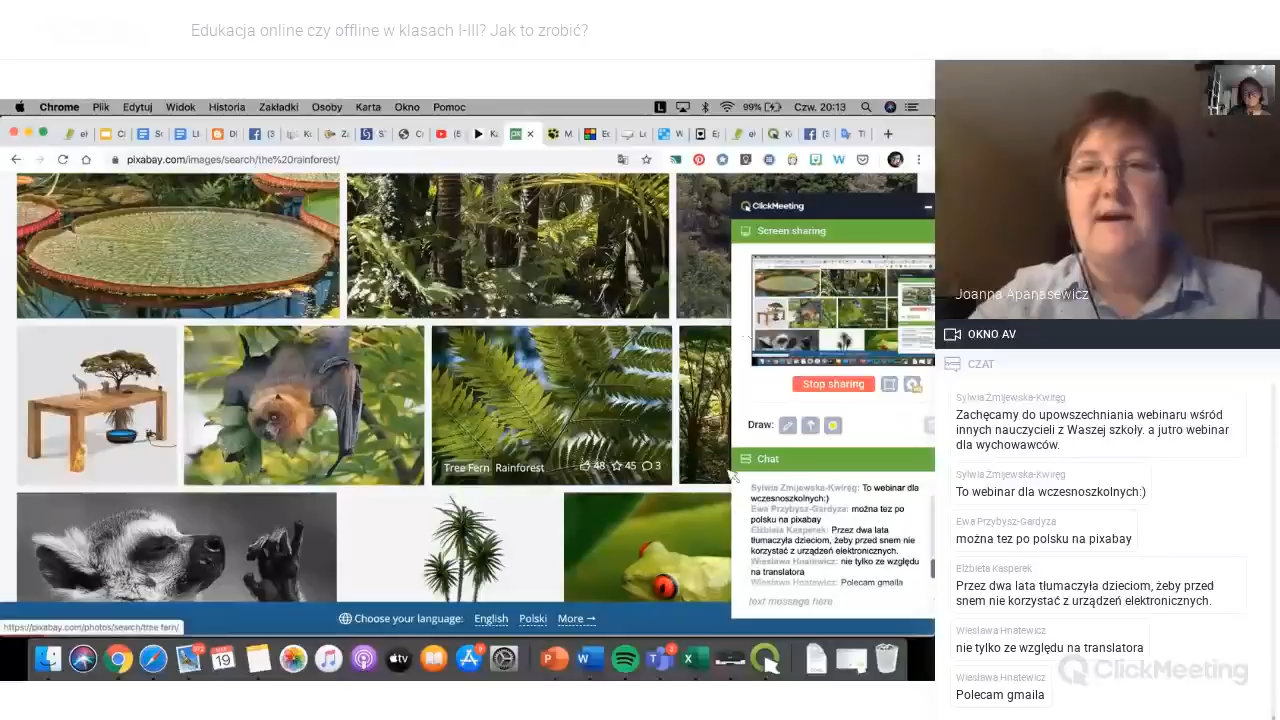 Edukacja online czy offline w klasach I-III? Jak to zrobić?
Chrome Plik Edytuj Widok Historia Zakładki Osoby Karta Okno Pomoc
99% Czw. 20:13
pixabay.com/images/search/the%20rainforest/
ClickMeeting
Screen sharing
Stop sharing
Draw:
Chat
Sylwia Żmijewska-Kwiręg: To webinar dla
wczesnoszkolnych:)
Ewa Przybysz-Gardyza: można tez po
polsku na pixabay
Elżbieta Kasperek: Przez dwa lata
tłumaczyła dzieciom, żeby przed snem nie
korzystać z urządzeń elektronicznych.
Wiesława Hnatewicz: nie tylko ze względu
na translatora
Wiesława Hnatewicz: Polecam gmaila
text message here
Tree Fern Rainforest 48 45 3
Choose your language: English Polski More →
https://pixabay.com/photos/search/tree fern/
19
Joanna Apanasewicz
OKNO AV
CZAT
Sylwia Żmijewska-Kwiręg
Zachęcamy do upowszechniania webinaru wśród
innych nauczycieli z Waszej szkoły. a jutro webinar
dla wychowawców.
Sylwia Żmijewska-Kwiręg
To webinar dla wczesnoszkolnych:)
Ewa Przybysz-Gardyza
można tez po polsku na pixabay
Elżbieta Kasperek
Przez dwa lata tłumaczyła dzieciom, żeby przed
snem nie korzystać z urządzeń elektronicznych.
Wiesława Hnatewicz
nie tylko ze względu na translatora
Wiesława Hnatewicz
Polecam gmaila
ClickMeeting